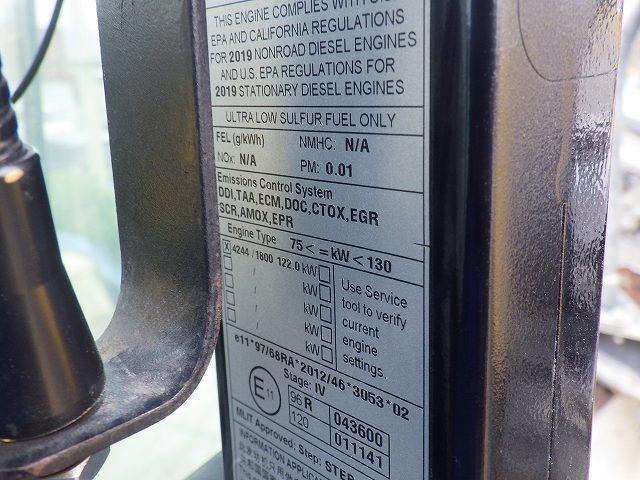 THIS ENGINE COMPLIES WITH
EPA AND CALIFORNIA REGULATIONS
FOR 2019 NONROAD DIESEL ENGINES
AND U.S. EPA REGULATIONS FOR
2019 STATIONARY DIESEL ENGINES
ULTRA LOW SULFUR FUEL ONLY
FEL (g/kWh) NMHC: N/A
NOx: N/A PM: 0.01
Emissions Control System
DDI,TAA,ECM,DOC,CTOX,EGR
SCR,AMOX,EPR
Engine Type 75 < =kW < 130
X 4244 / 1800 122.0 kW
/ kW
/ kW
/ kW
/ kW
Use Service
tool to verify
current
engine
settings.
e11*97/68RA*2012/46*3053*02
Stage: IV
E 11
96 R 043600
120 011141
MLIT Approved: Step: STEP
INFORMATION APPLICA